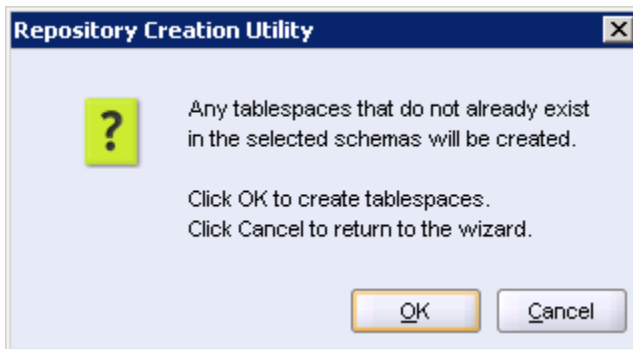 Repository Creation Utility
?
Any tablespaces that do not already exist
in the selected schemas will be created.
Click OK to create tablespaces.
Click Cancel to return to the wizard.
OK
Cancel